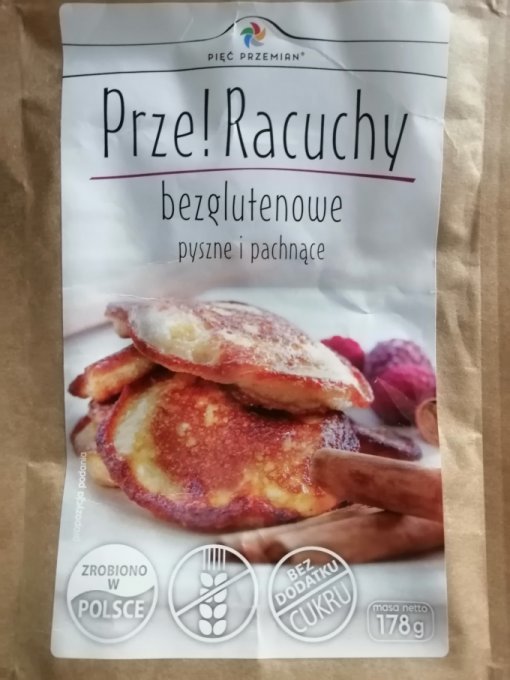 PIĘĆ PRZEMIAN®
Prze! Racuchy
bezglutenowe
pyszne i pachnące
propozycja podania
ZROBIONO
W
POLSCE
BEZ
DODATKU
CUKRU
masa netto
178g